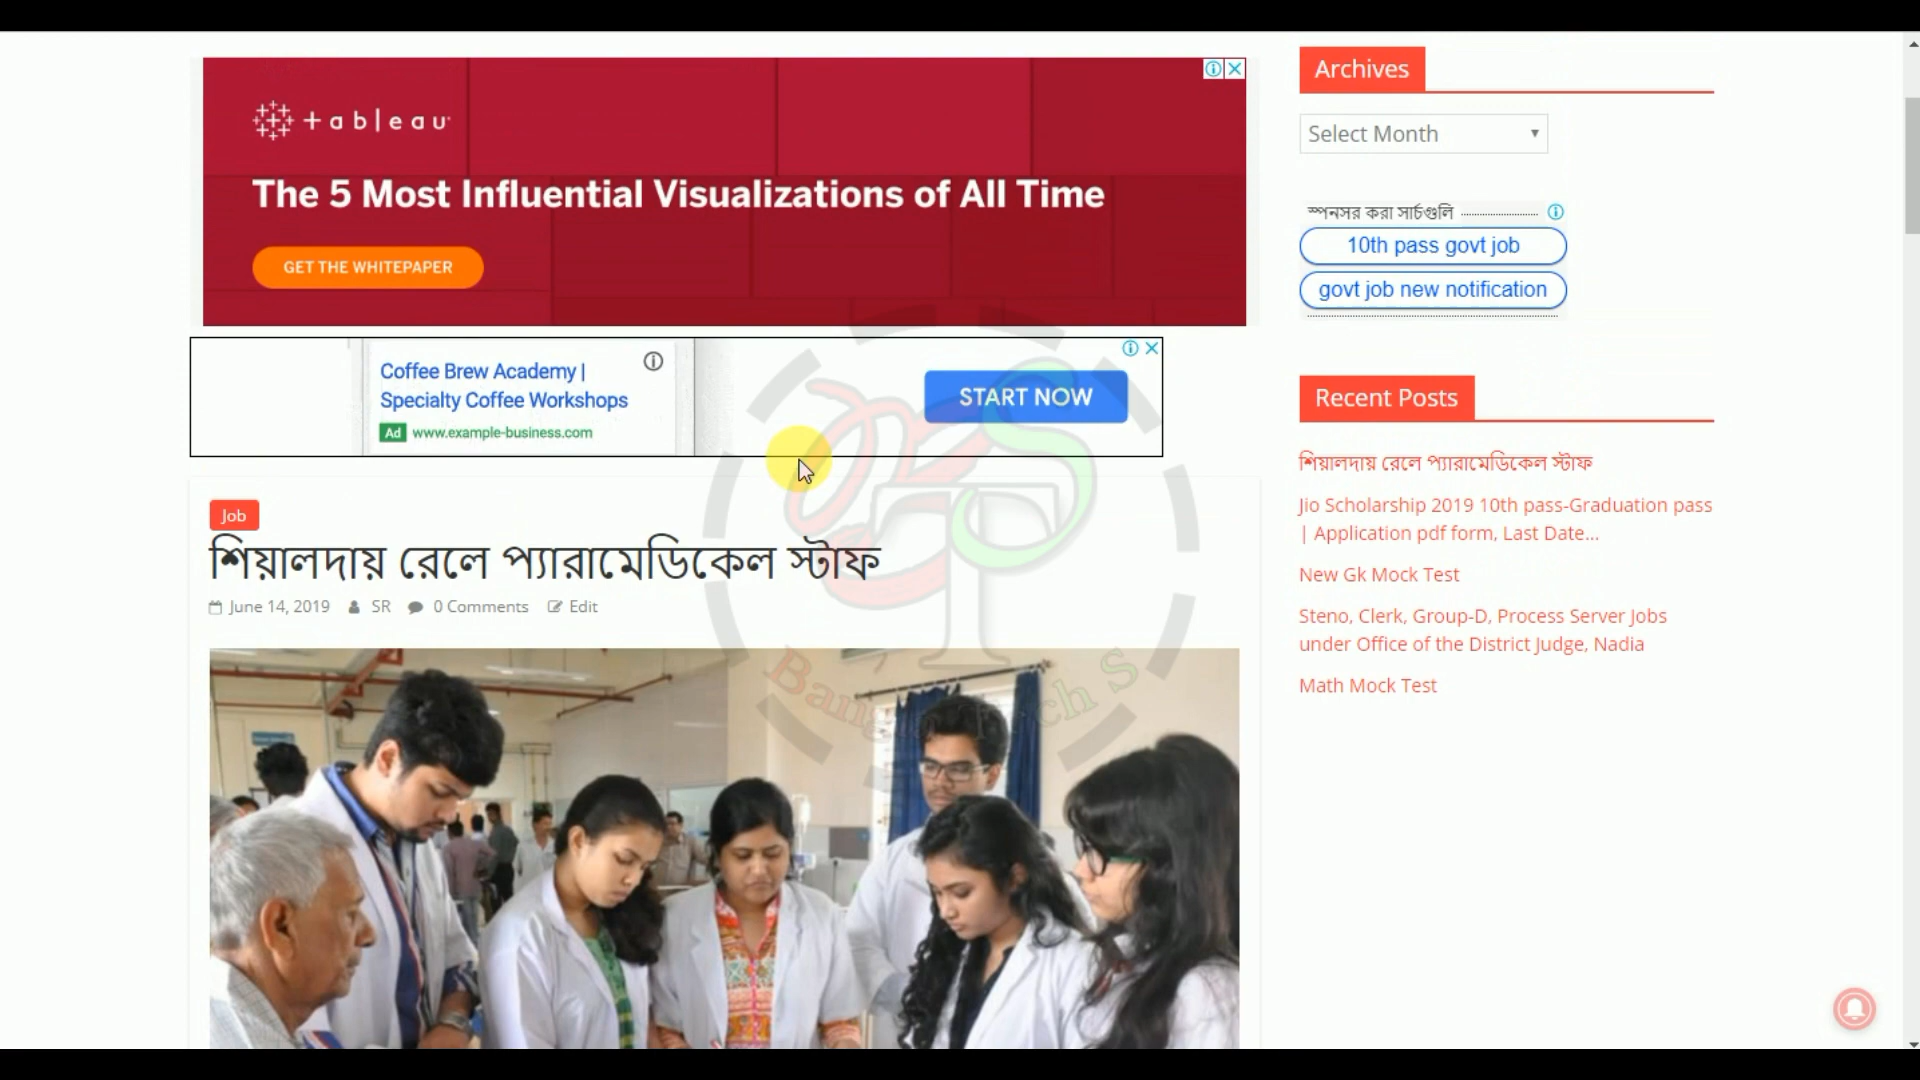 +ableau
The 5 Most Influential Visualizations of All Time
GET THE WHITEPAPER
Coffee Brew Academy |
Specialty Coffee Workshops
Ad www.example-business.com
START NOW
Job
শিয়ালদায় রেলে প্যারামেডিকেল স্টাফ
June 14, 2019 SR 0 Comments Edit
Archives
Select Month
স্পনসর করা সার্চগুলি
10th pass govt job
govt job new notification
Recent Posts
শিয়ালদায় রেলে প্যারামেডিকেল স্টাফ
Jio Scholarship 2019 10th pass-Graduation pass
| Application pdf form, Last Date...
New Gk Mock Test
Steno, Clerk, Group-D, Process Server Jobs
under Office of the District Judge, Nadia
Math Mock Test